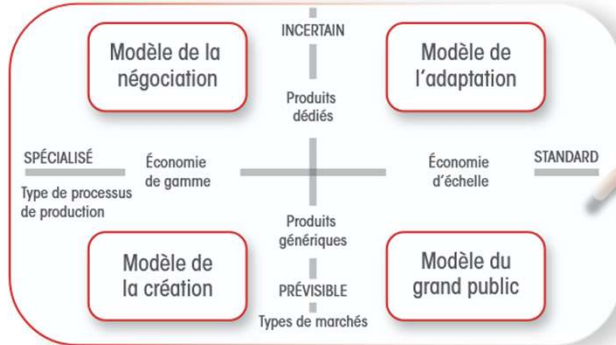 INCERTAIN
Modèle de la
négociation
Modèle de
l'adaptation
Produits
dédiés
SPÉCIALISÉ
Économie
de gamme
Économie
d'échelle
STANDARD
Type de processus
de production
Produits
génériques
Modèle de
la création
Modèle du
grand public
PRÉVISIBLE
Types de marchés